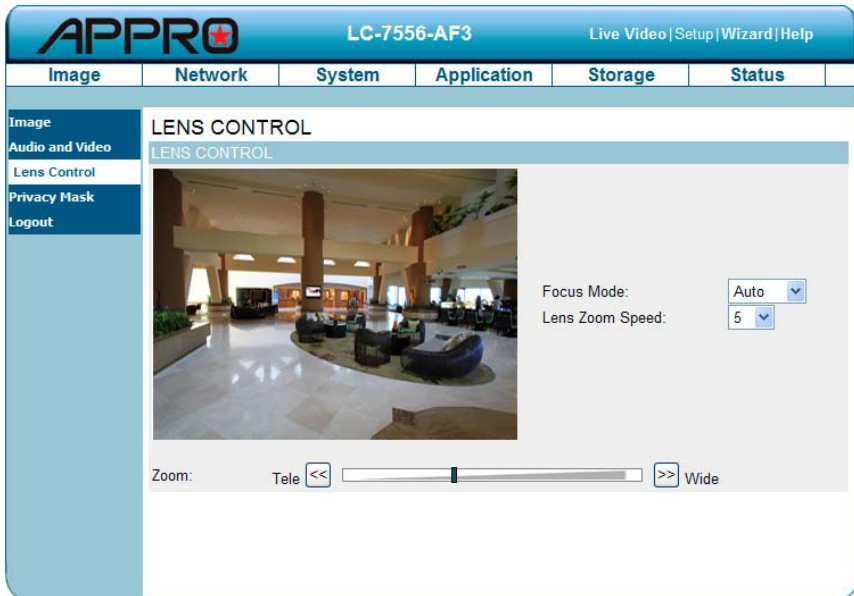 APPRO
LC-7556-AF3
Live Video|Setup|Wizard|Help
Image Network System Application Storage Status
Image
Audio and Video
Lens Control
Privacy Mask
Logout
LENS CONTROL
LENS CONTROL
Focus Mode: Auto
Lens Zoom Speed: 5
Zoom: Tele << >> Wide